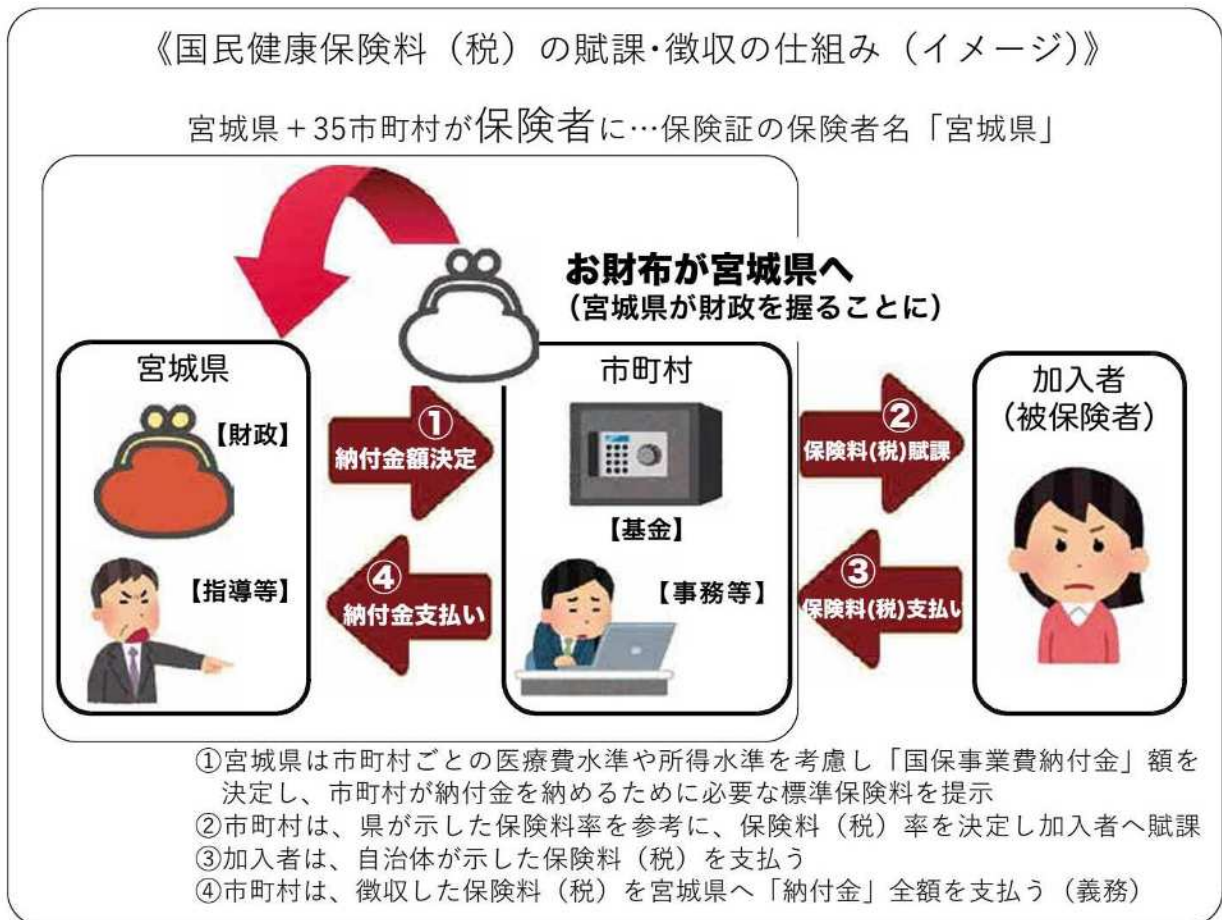 《国民健康保険料（税）の賦課･徴収の仕組み（イメージ）》
宮城県＋35市町村が保険者に…保険証の保険者名「宮城県」
お財布が宮城県へ
（宮城県が財政を握ることに）
宮城県
【財政】
【指導等】
①
納付金額決定
④
納付金支払い
市町村
【基金】
【事務等】
②
保険料(税)賦課
③
保険料(税)支払い
加入者
（被保険者）
①宮城県は市町村ごとの医療費水準や所得水準を考慮し「国保事業費納付金」額を
決定し、市町村が納付金を納めるために必要な標準保険料を提示
②市町村は、県が示した保険料率を参考に、保険料（税）率を決定し加入者へ賦課
③加入者は、自治体が示した保険料（税）を支払う
④市町村は、徴収した保険料（税）を宮城県へ「納付金」全額を支払う（義務）